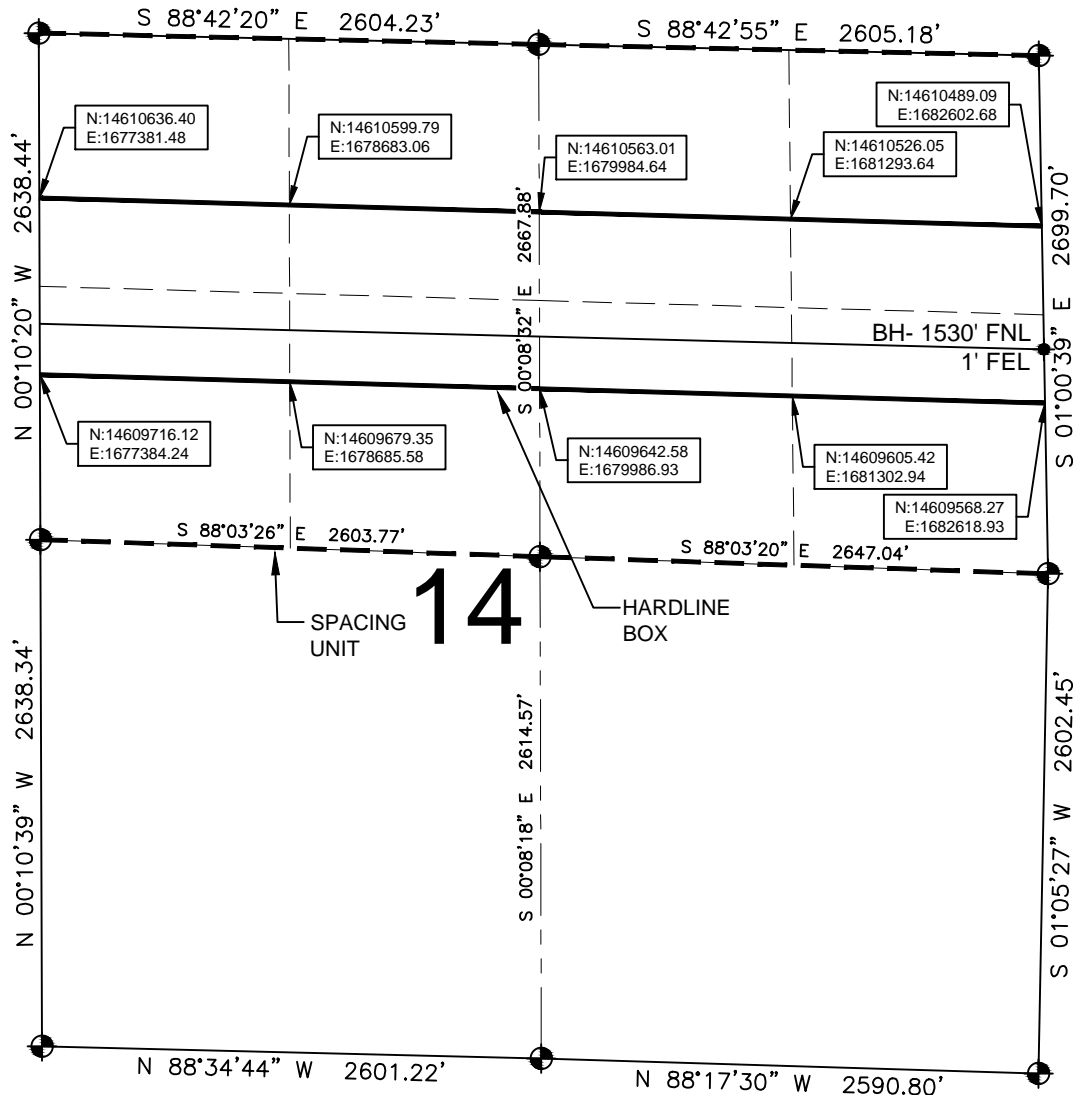 S 88°42'20" E 2604.23'
S 88°42'55" E 2605.18'
N:14610636.40
E:1677381.48
N:14610599.79
E:1678683.06
N:14610563.01
E:1679984.64
N:14610526.05
E:1681293.64
N:14610489.09
E:1682602.68
N 00°10'20" W 2638.44'
S 00°08'32" E 2667.88'
S 01°00'39" E 2699.70'
BH- 1530' FNL
1' FEL
N:14609716.12
E:1677384.24
N:14609679.35
E:1678685.58
N:14609642.58
E:1679986.93
N:14609605.42
E:1681302.94
N:14609568.27
E:1682618.93
S 88°03'26" E 2603.77'
S 88°03'20" E 2647.04'
14
SPACING
UNIT
HARDLINE
BOX
N 00°10'39" W 2638.34'
S 00°08'18" E 2614.57'
S 01°05'27" W 2602.45'
N 88°34'44" W 2601.22'
N 88°17'30" W 2590.80'